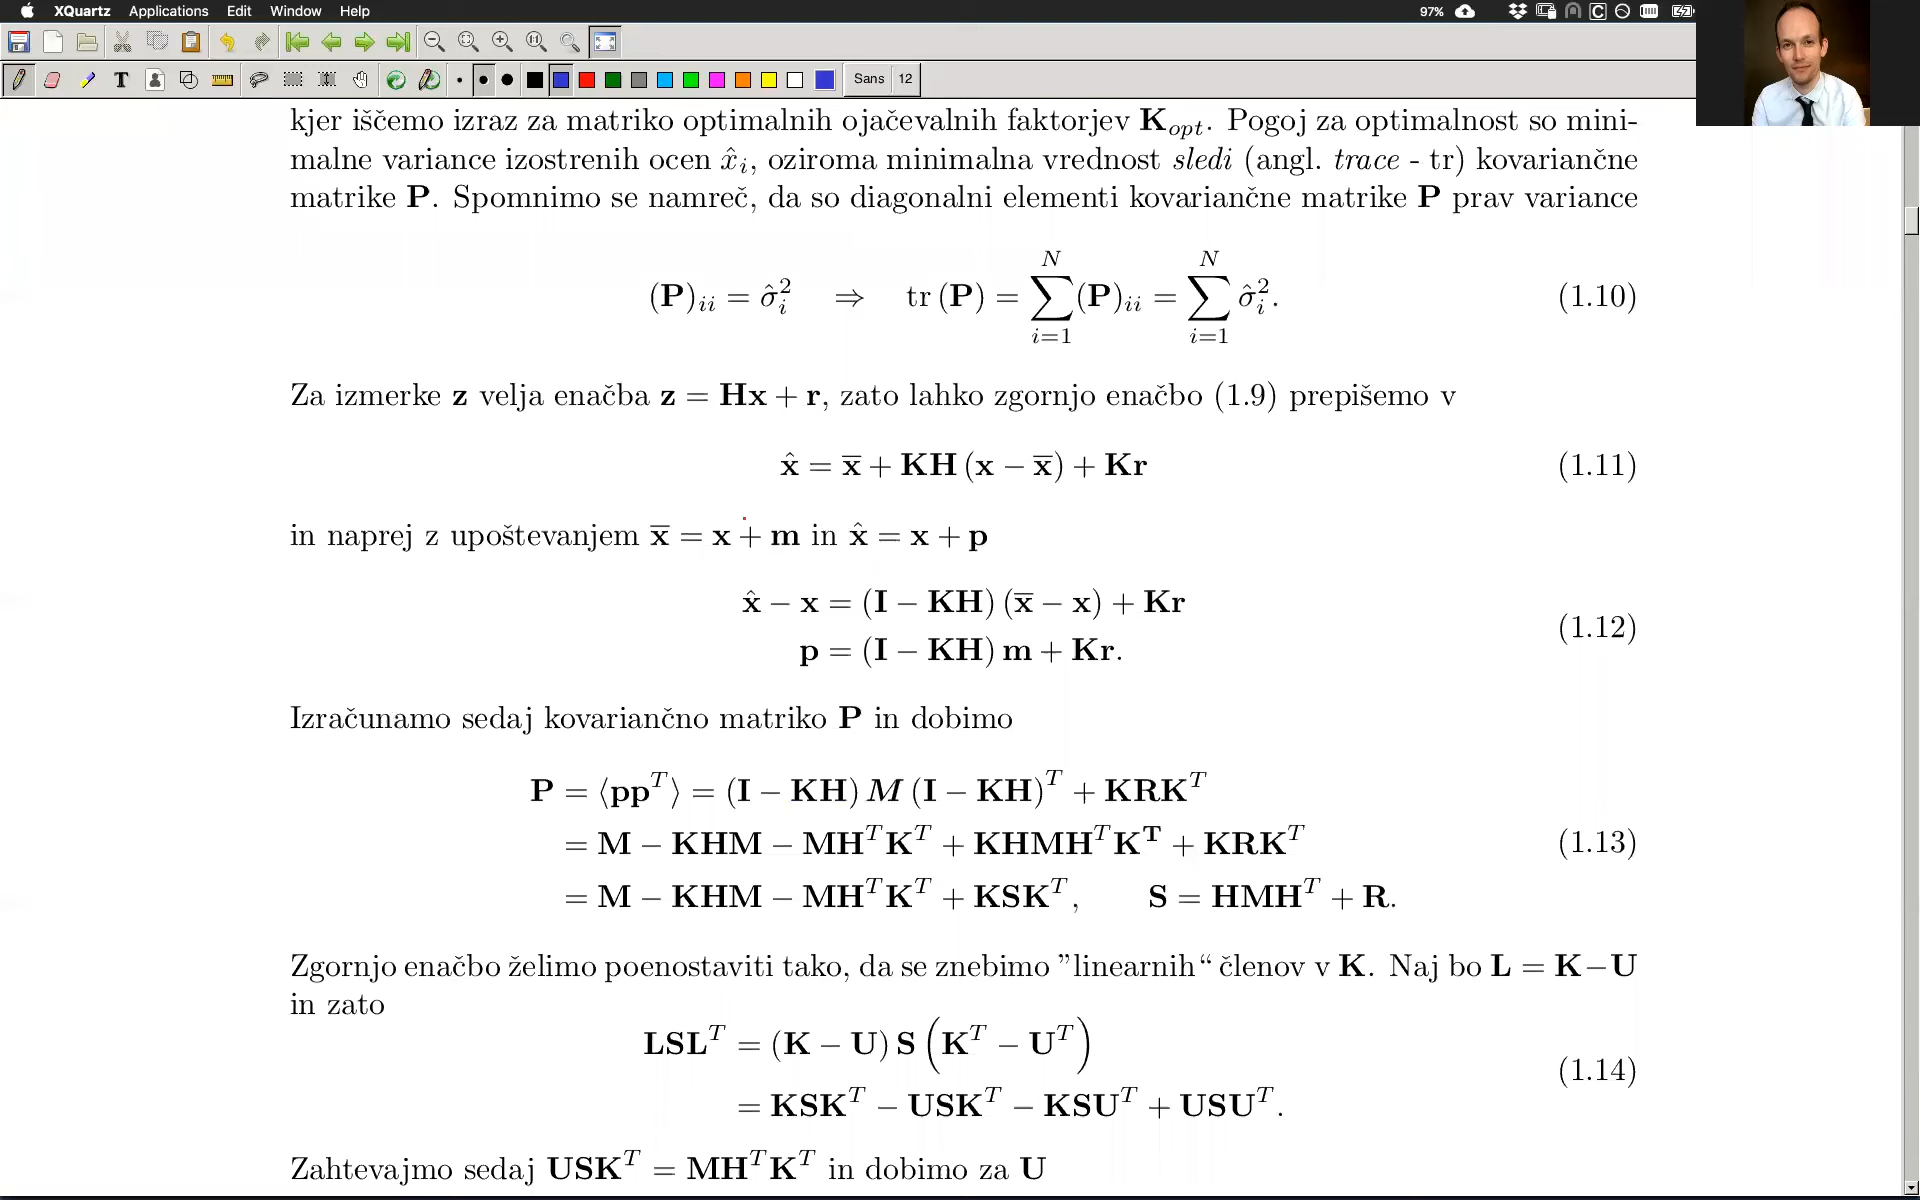 XQuartz Applications Edit Window Help 97%
Sans 12
kjer iščemo izraz za matriko optimalnih ojačevalnih faktorjev K_opt. Pogoj za optimalnost so mini-
malne variance izostrenih ocen x̂_i, oziroma minimalna vrednost sledi (angl. trace - tr) kovariančne
matrike P. Spomnimo se namreč, da so diagonalni elementi kovariančne matrike P prav variance
(P)_ii = σ̂_i^2 ⇒ tr (P) = ∑_{i=1}^{N} (P)_ii = ∑_{i=1}^{N} σ̂_i^2. (1.10)
Za izmerke z velja enačba z = Hx + r, zato lahko zgornjo enačbo (1.9) prepišemo v
x̂ = x̅ + KH (x − x̅) + Kr (1.11)
in naprej z upoštevanjem x̅ = x + m in x̂ = x + p
x̂ − x = (I − KH) (x̅ − x) + Kr
p = (I − KH) m + Kr. (1.12)
Izračunamo sedaj kovariančno matriko P in dobimo
P = ⟨pp^T⟩ = (I − KH) M (I − KH)^T + KRK^T
= M − KHM − MH^T K^T + KHMH^T K^T + KRK^T (1.13)
= M − KHM − MH^T K^T + KSK^T, S = HMH^T + R.
Zgornjo enačbo želimo poenostaviti tako, da se znebimo ”linearnih“ členov v K. Naj bo L = K−U
in zato
LSL^T = (K − U) S (K^T − U^T)
= KSK^T − USK^T − KSU^T + USU^T. (1.14)
Zahtevajmo sedaj USK^T = MH^T K^T in dobimo za U